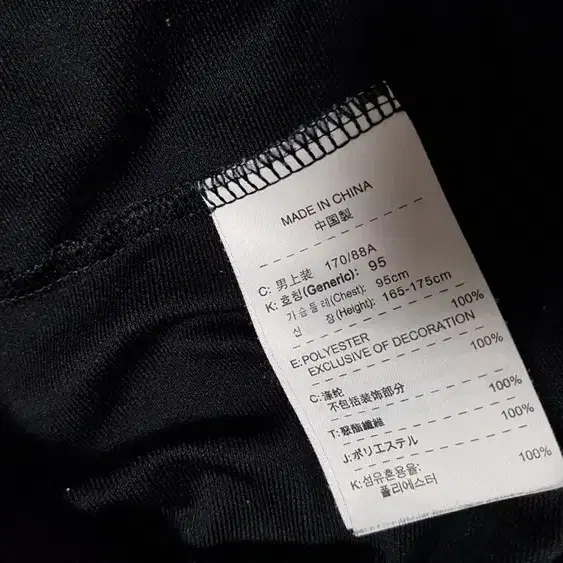 MADE IN CHINA
中国製
C: 男上裝 170/88A
K: 호칭(Generic): 95
가슴둘레(Chest): 95cm
신 장(Height): 165-175cm
E:POLYESTER 100%
EXCLUSIVE OF DECORATION
C:涤纶 100%
不包括装饰部分
T:聚酯纖維 100%
J:ポリエステル 100%
K:섬유혼용율: 100%
폴리에스터